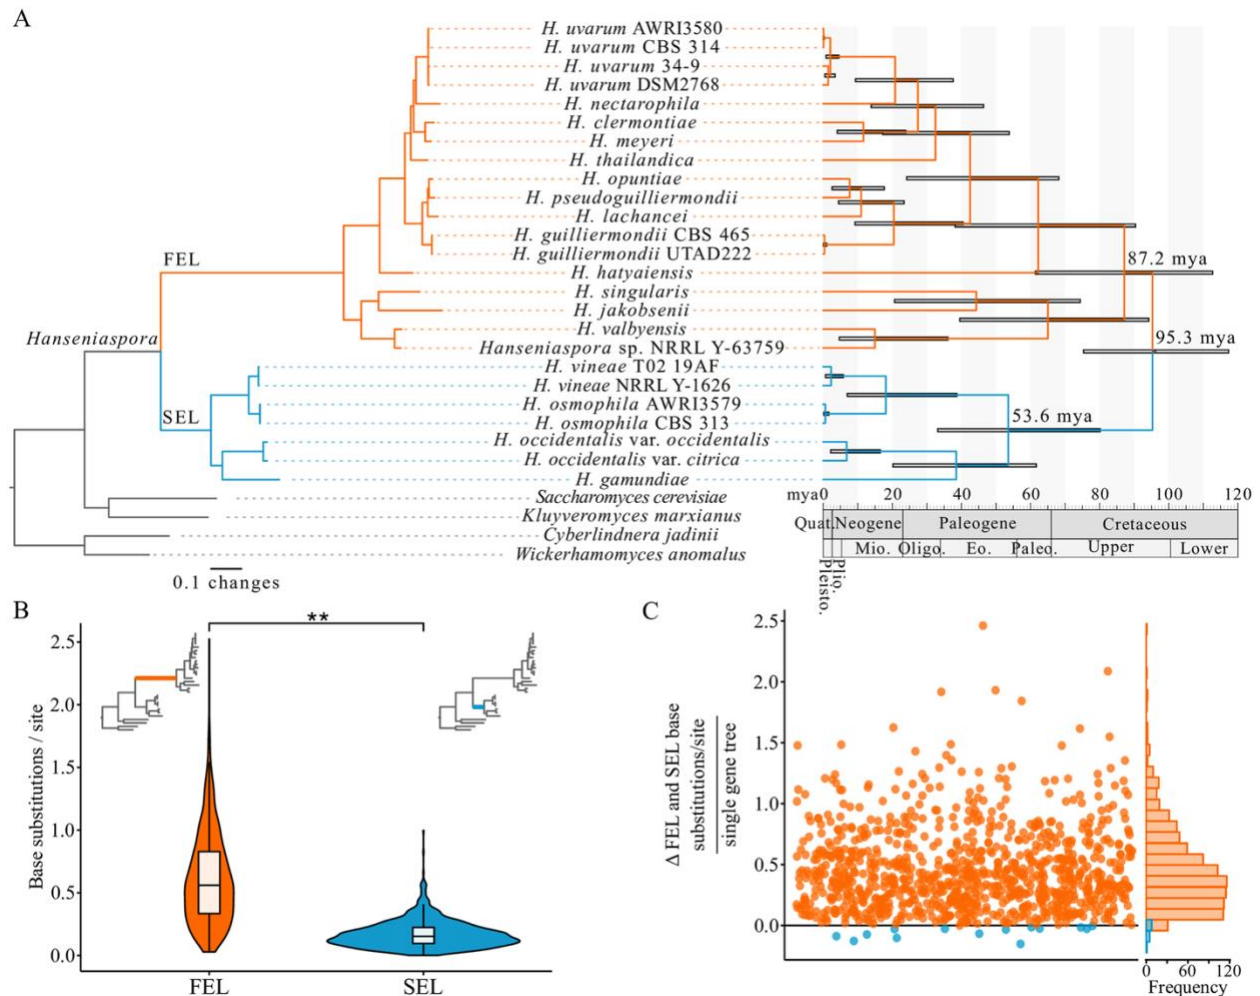 A
H. uvarum AWRI3580
H. uvarum CBS 314
H. uvarum 34-9
H. uvarum DSM2768
H. nectarophila
H. clermontiae
H. meyeri
H. thailandica
H. opuntiae
H. pseudoguilliermondii
H. lachancei
H. guilliermondii CBS 465
H. guilliermondii UTAD222
FEL
87.2 mya
H. hatyaiensis
H. singularis
H. jakobsenii
H. valbyensis
Hanseniaspora
95.3 mya
Hanseniaspora sp. NRRL Y-63759
H. vineae T02 19AF
H. vineae NRRL Y-1626
H. osmophila AWRI3579
SEL
53.6 mya
H. osmophila CBS 313
H. occidentalis var. occidentalis
H. occidentalis var. citrica
H. gamundiae
Saccharomyces cerevisiae
mya 0 20 40 60 80 100 120
Kluyveromyces marxianus
Quat. Neogene Paleogene Cretaceous
Cyberlindnera jadinii
Mio. Oligo. Eo. Paleo. Upper Lower
Wickerhamomyces anomalus
Plio.
Pleisto.
0.1 changes
B
**
2.5
2.0
1.5
1.0
0.5
0.0
Base substitutions / site
FEL SEL
C
2.5
2.0
1.5
1.0
0.5
0.0
Δ FEL and SEL base
substitutions/site
single gene tree
0 60 120
Frequency